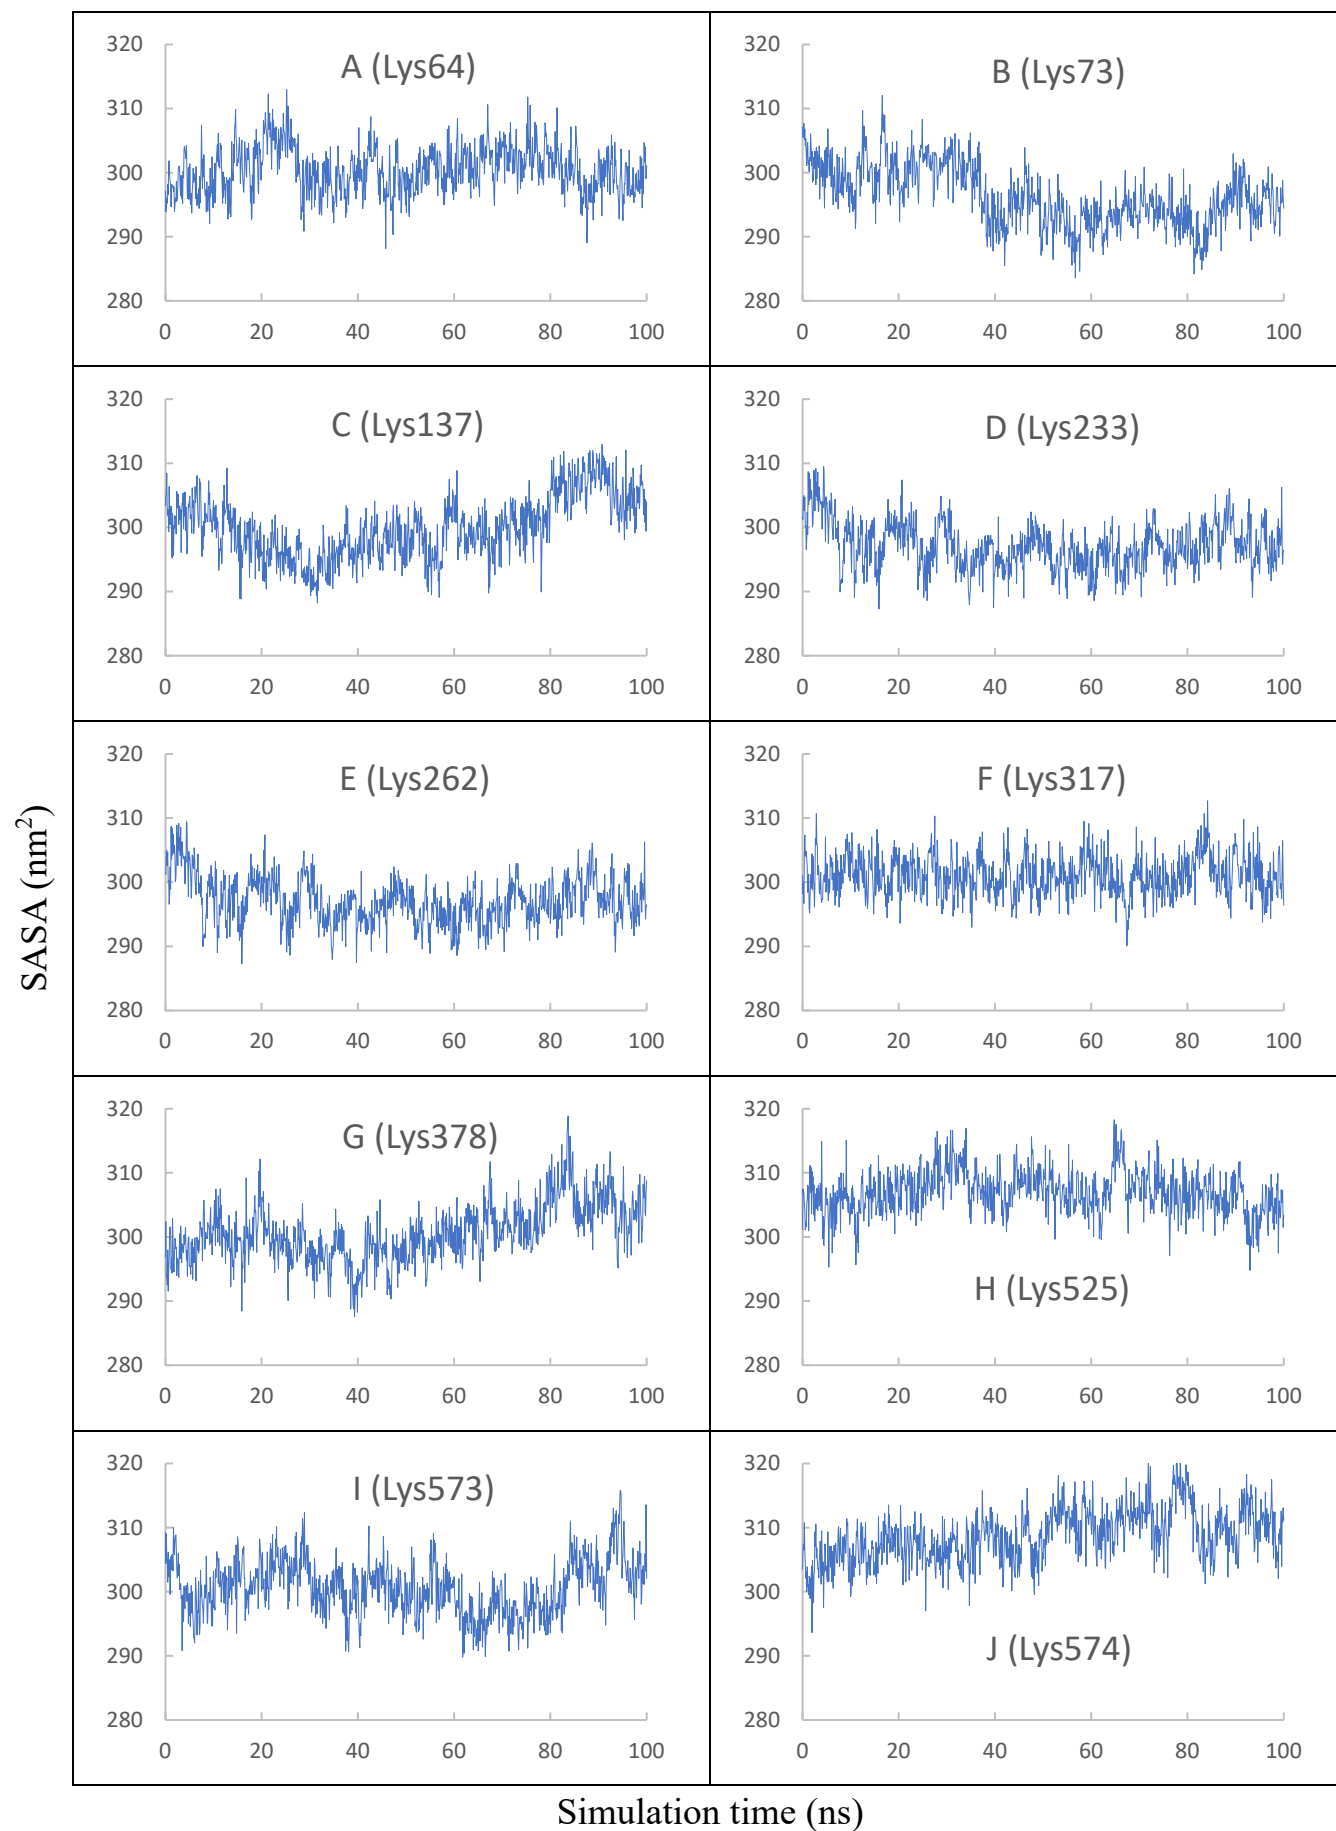 SASA (nm²)
A (Lys64)
320
310
300
290
280
0 20 40 60 80 100
B (Lys73)
320
310
300
290
280
0 20 40 60 80 100
C (Lys137)
320
310
300
290
280
0 20 40 60 80 100
D (Lys233)
320
310
300
290
280
0 20 40 60 80 100
E (Lys262)
320
310
300
290
280
0 20 40 60 80 100
F (Lys317)
320
310
300
290
280
0 20 40 60 80 100
G (Lys378)
320
310
300
290
280
0 20 40 60 80 100
320
310
300
290
H (Lys525)
280
0 20 40 60 80 100
I (Lys573)
320
310
300
290
280
0 20 40 60 80 100
320
310
300
290
J (Lys574)
280
0 20 40 60 80 100
Simulation time (ns)